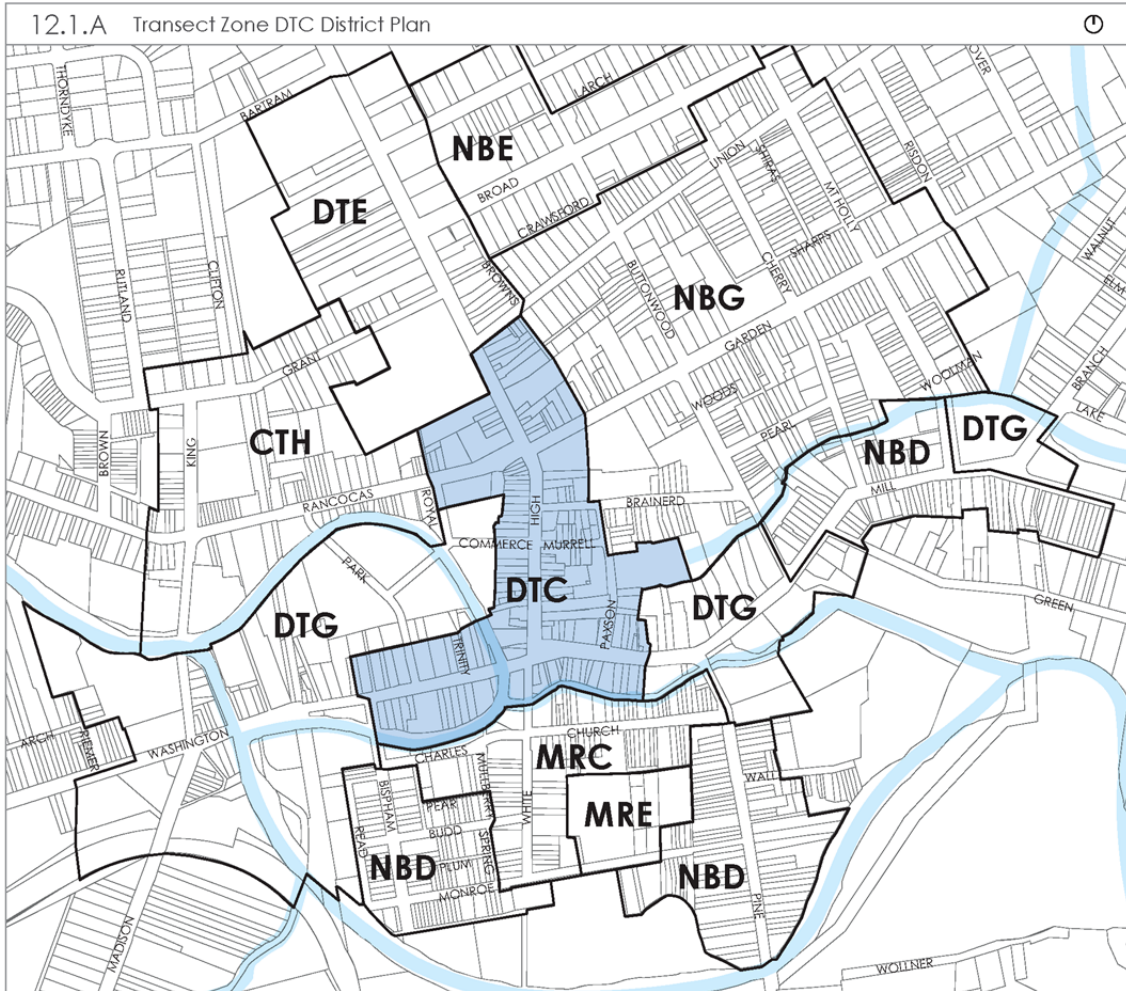 12.1.A Transect Zone DTC District Plan
THORNDYKE
BARTRAM
LARCH
NBE
BROAD
UNION
SHIRAS
RISDON
DTE
CRAWSFORD
MT HOLLY
WALNUT
RUTLAND
CLIFTON
BROWNS
BUTTONWOOD
CHERRY
SHARPS
ELM
NBG
GARDEN
GRANT
WOODS
WOOLMAN
BRANCH
LAKE
CTH
KING
BROWN
PEARL
NBD
DTG
RANCOCAS
ROYAL
HIGH
BRAINERD
MILL
COMMERCE
MURRELL
PARK
DTC
PAXSON
DTG
GREEN
DTG
TRINITY
ARCH
RIEMER
WASHINGTON
CHARLES
CHURCH
MRC
MULBERRY
WALL
BISPHAM
PEAR
WHITE
MRE
READ
BUDD
SPRING
NBD
PLUM
NBD
MONROE
PINE
MADISON
WOLLNER